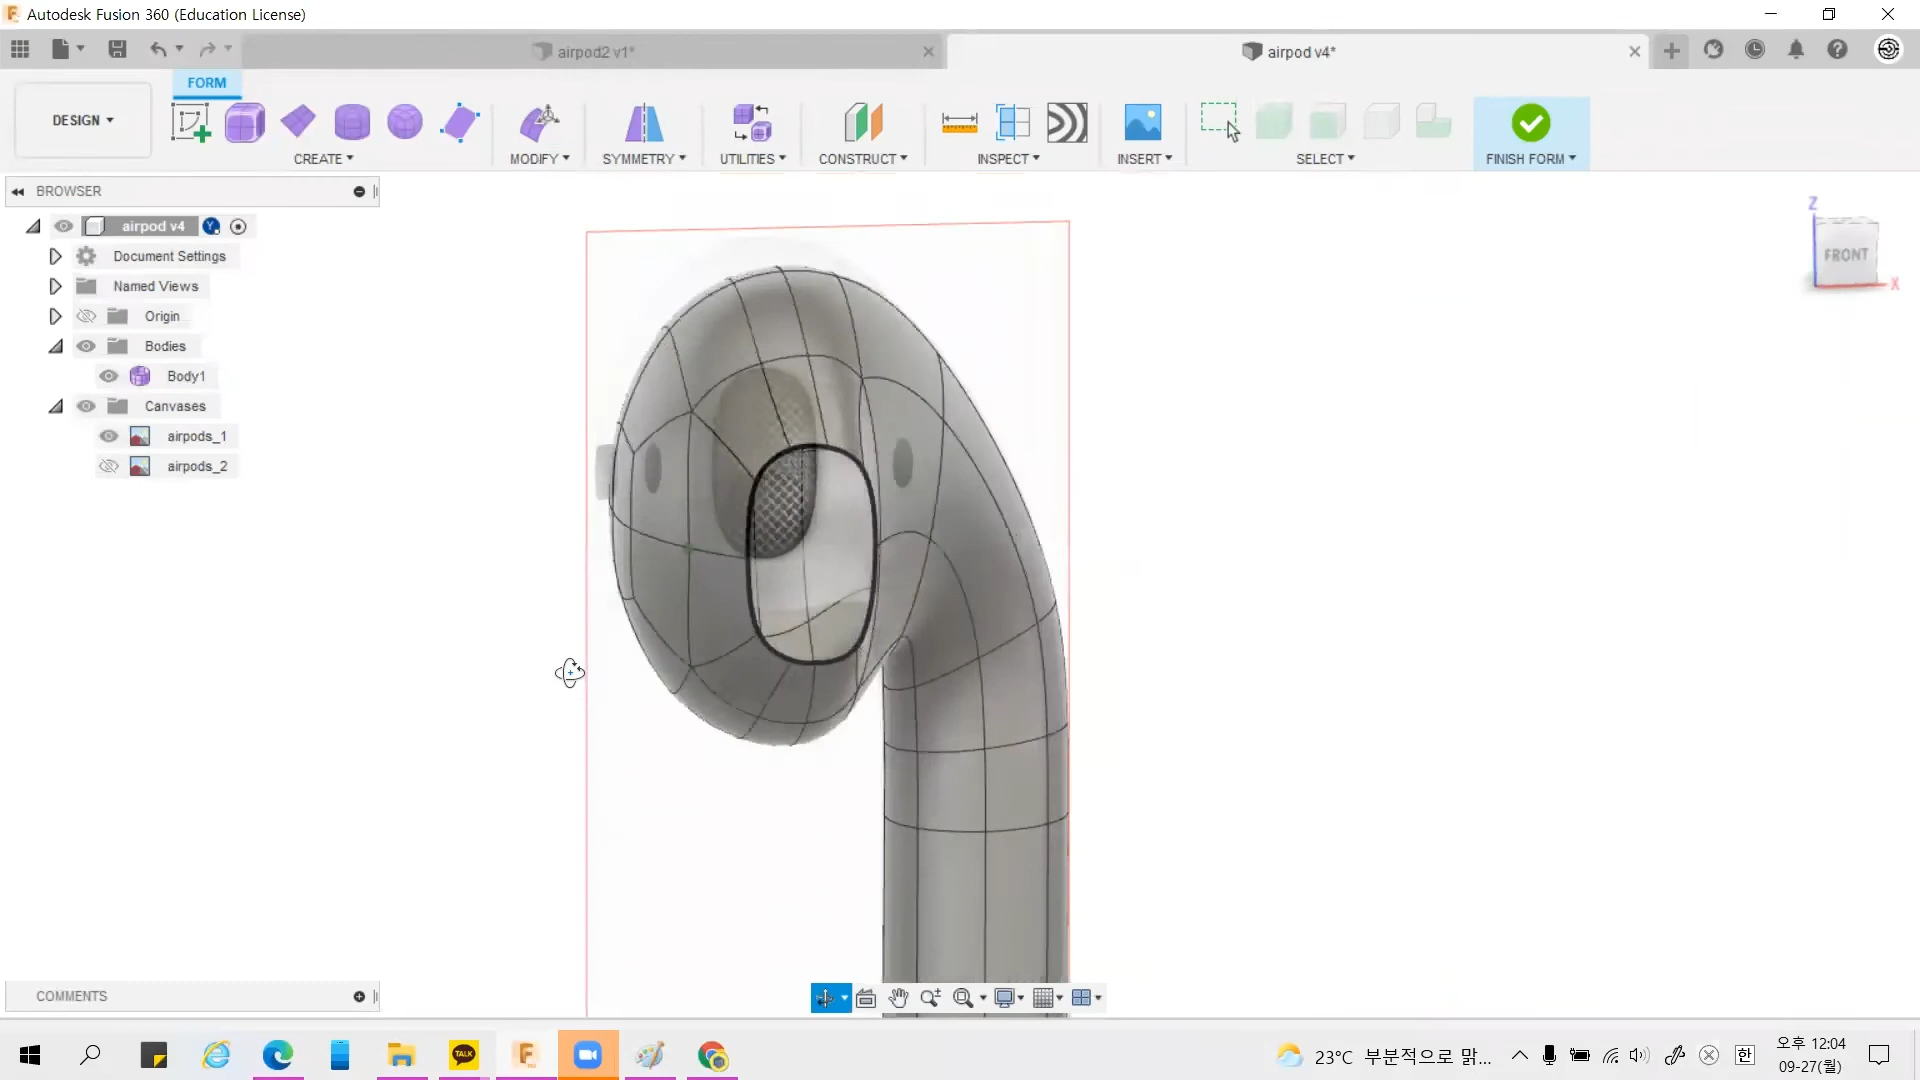 Autodesk Fusion 360 (Education License)
airpod2 v1*
airpod v4*
FORM
DESIGN
CREATE
MODIFY
SYMMETRY
UTILITIES
CONSTRUCT
INSPECT
INSERT
SELECT
FINISH FORM
BROWSER
airpod v4
Document Settings
Named Views
Origin
Bodies
Body1
Canvases
airpods_1
airpods_2
Z
FRONT
X
COMMENTS
TALK
23°C 부분적으로 맑...
한
오후 12:04
09-27(월)